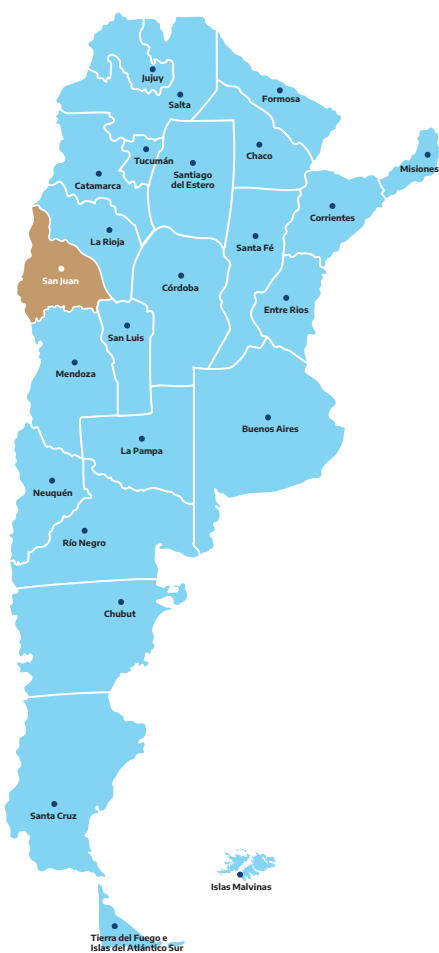 Jujuy
Salta
Formosa
Chaco
Tucumán
Misiones
Santiago
del Estero
Catamarca
Corrientes
La Rioja
Santa Fé
San Juan
Córdoba
Entre Rios
San Luis
Mendoza
Buenos Aires
La Pampa
Neuquén
Río Negro
Chubut
Santa Cruz
Islas Malvinas
Tierra del Fuego e
Islas del Atlántico Sur